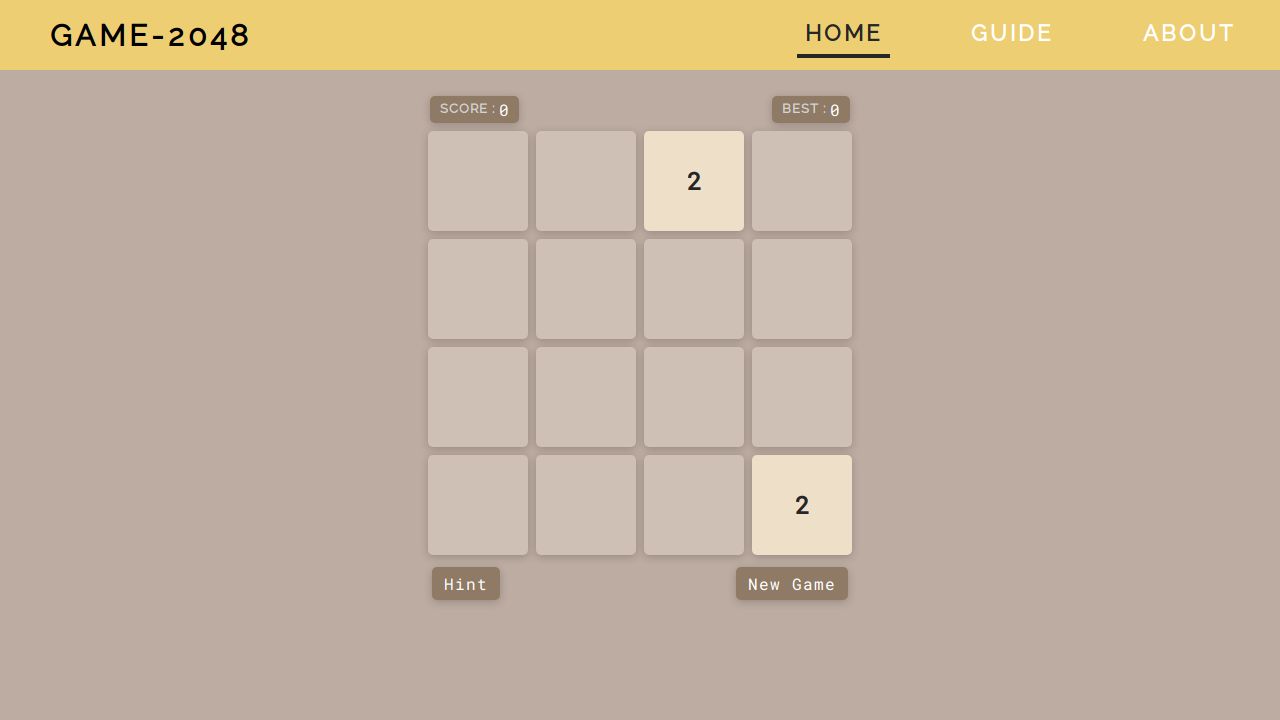 GAME-2048 HOME GUIDE ABOUT
SCORE : 0 BEST : 0
2
2
Hint New Game